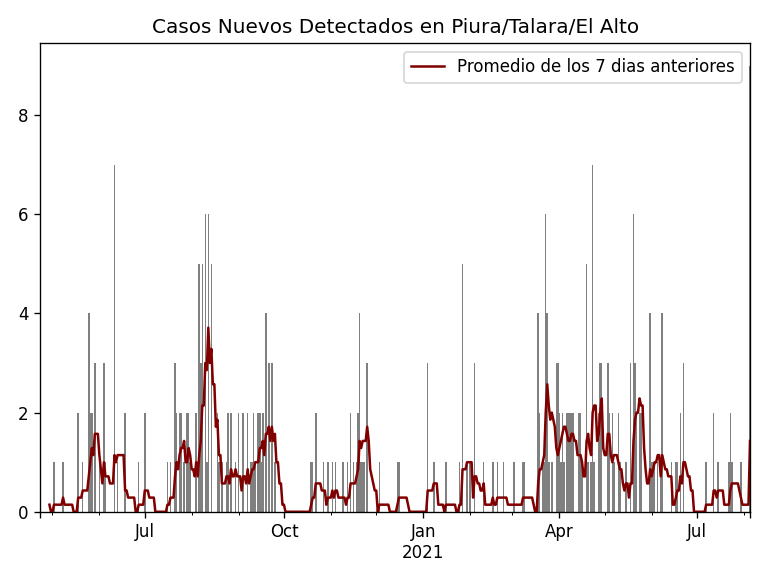 Casos Nuevos Detectados en Piura/Talara/El Alto
Promedio de los 7 dias anteriores
8
6
4
2
0
Jul
Oct
Jan
2021
Apr
Jul